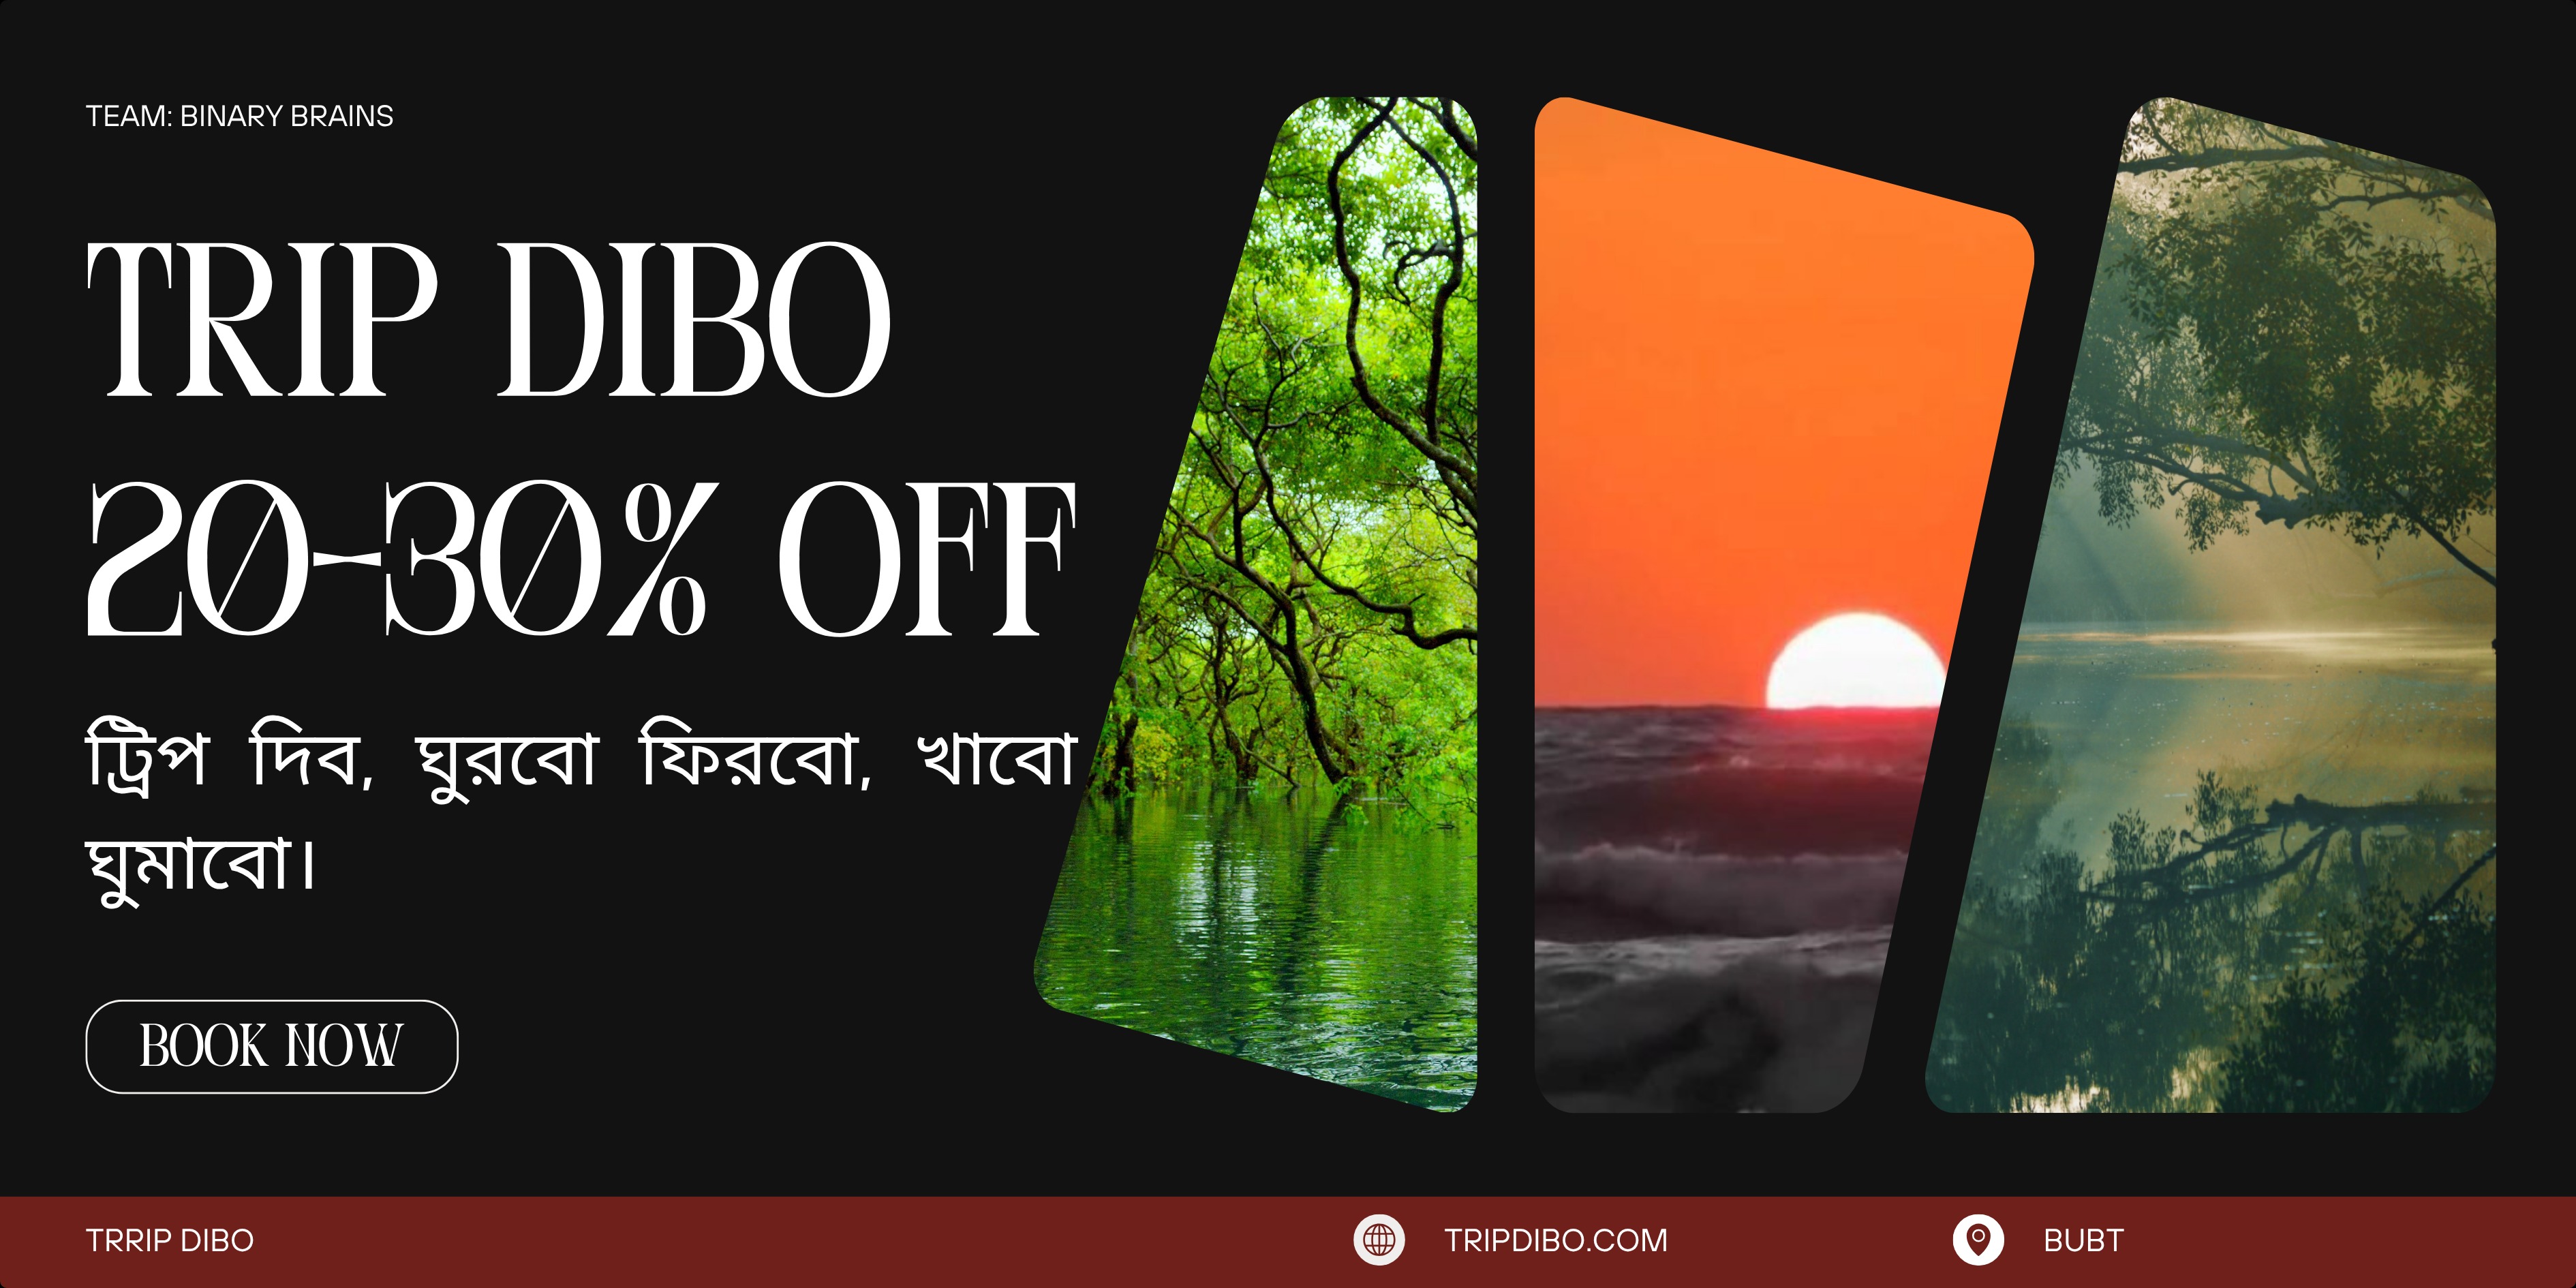 TEAM: BINARY BRAINS
TRIP DIBO
20-30% OFF
ট্রিপ দিব, ঘুরবো ফিরবো, খাবো
ঘুমাবো।
BOOK NOW
TRRIP DIBO
TRIPDIBO.COM
BUBT